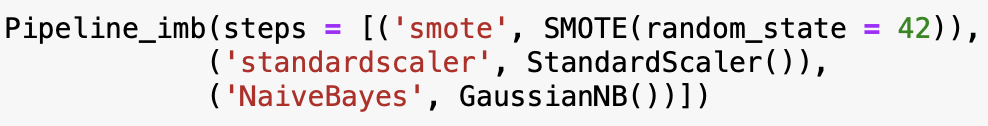 Pipeline_imb(steps = [('smote', SMOTE(random_state = 42)),
('standardscaler', StandardScaler()),
('NaiveBayes', GaussianNB())])